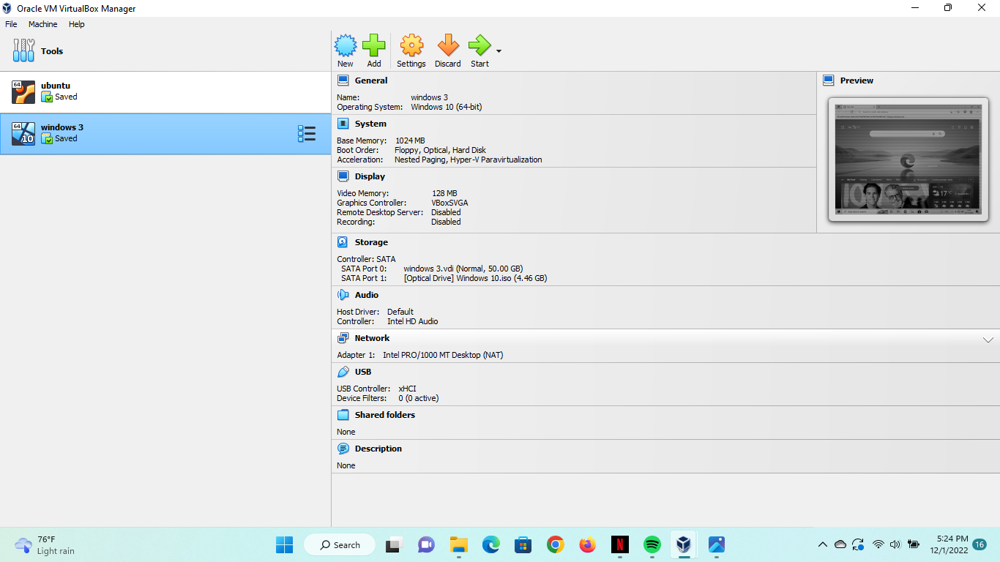 Oracle VM VirtualBox Manager
File Machine Help
Tools
New Add Settings Discard Start
64
ubuntu
Saved
64
10
windows 3
Saved
General
Name: windows 3
Operating System: Windows 10 (64-bit)
System
Base Memory: 1024 MB
Boot Order: Floppy, Optical, Hard Disk
Acceleration: Nested Paging, Hyper-V Paravirtualization
Display
Video Memory: 128 MB
Graphics Controller: VBoxSVGA
Remote Desktop Server: Disabled
Recording: Disabled
Preview
17
Storage
Controller: SATA
SATA Port 0: windows 3.vdi (Normal, 50.00 GB)
SATA Port 1: [Optical Drive] Windows 10.iso (4.46 GB)
Audio
Host Driver: Default
Controller: Intel HD Audio
Network
Adapter 1: Intel PRO/1000 MT Desktop (NAT)
USB
USB Controller: xHCI
Device Filters: 0 (0 active)
Shared folders
None
Description
None
76°F
Light rain
Search
N
5:24 PM
12/1/2022
16